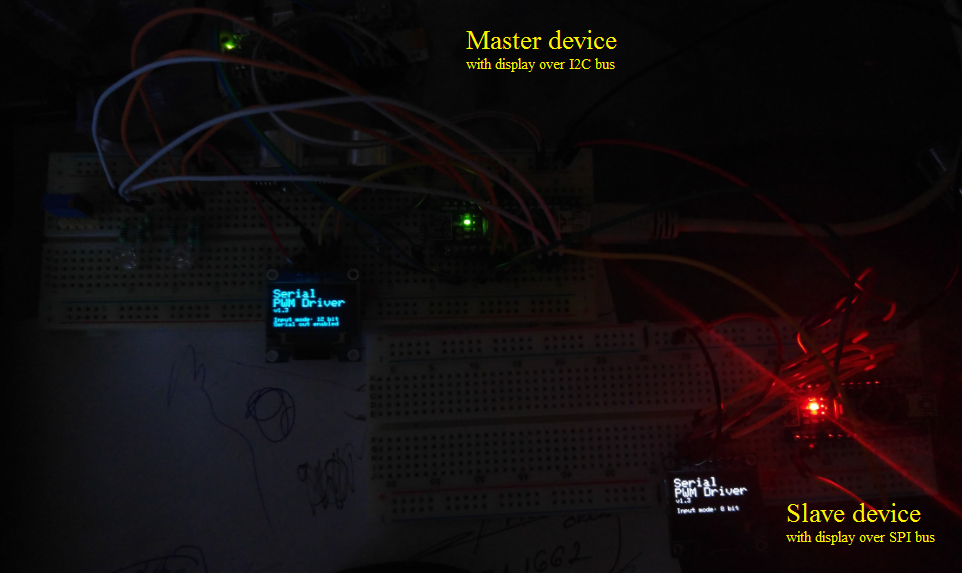 Master device
with display over I2C bus
Serial
PWM Driver
v1.3
Input mode: 12 bit
Serial out enabled
Serial
PWM Driver
v1.3
Input mode: 8 bit
Slave device
with display over SPI bus
1662